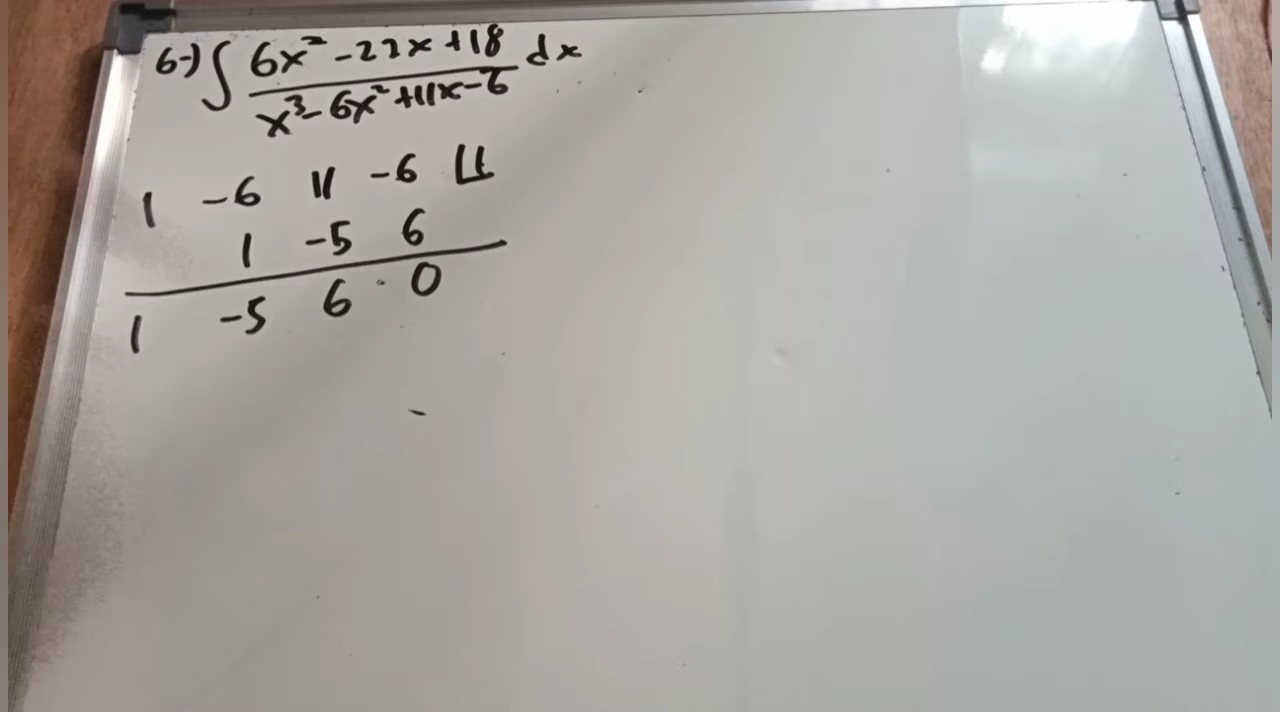 6-) ∫ 6x² - 22x + 18 dx
x³ - 6x² + 11x - 6
1 -6 11 -6 |1
1 -5 6
1 -5 6 0